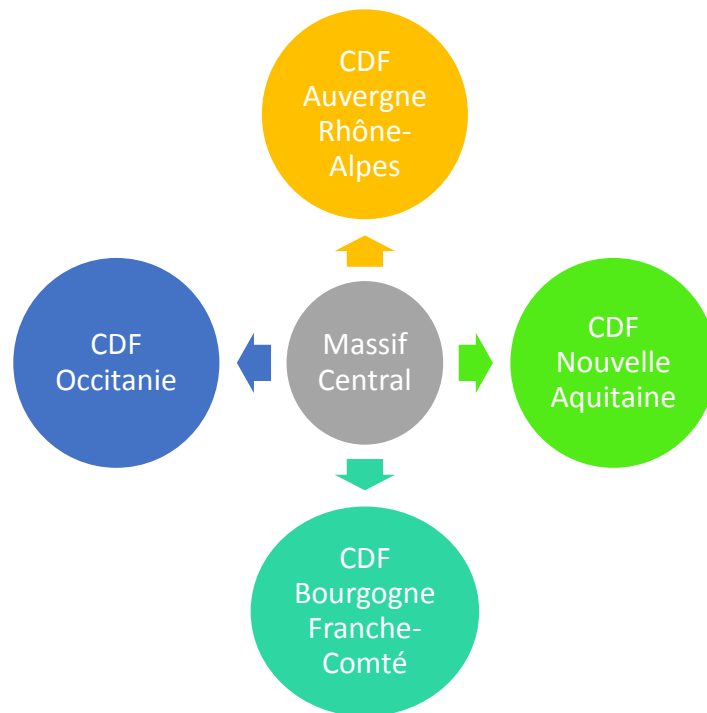 CDF
Auvergne
Rhône-
Alpes
CDF
Occitanie
Massif
Central
CDF
Nouvelle
Aquitaine
CDF
Bourgogne
Franche-
Comté